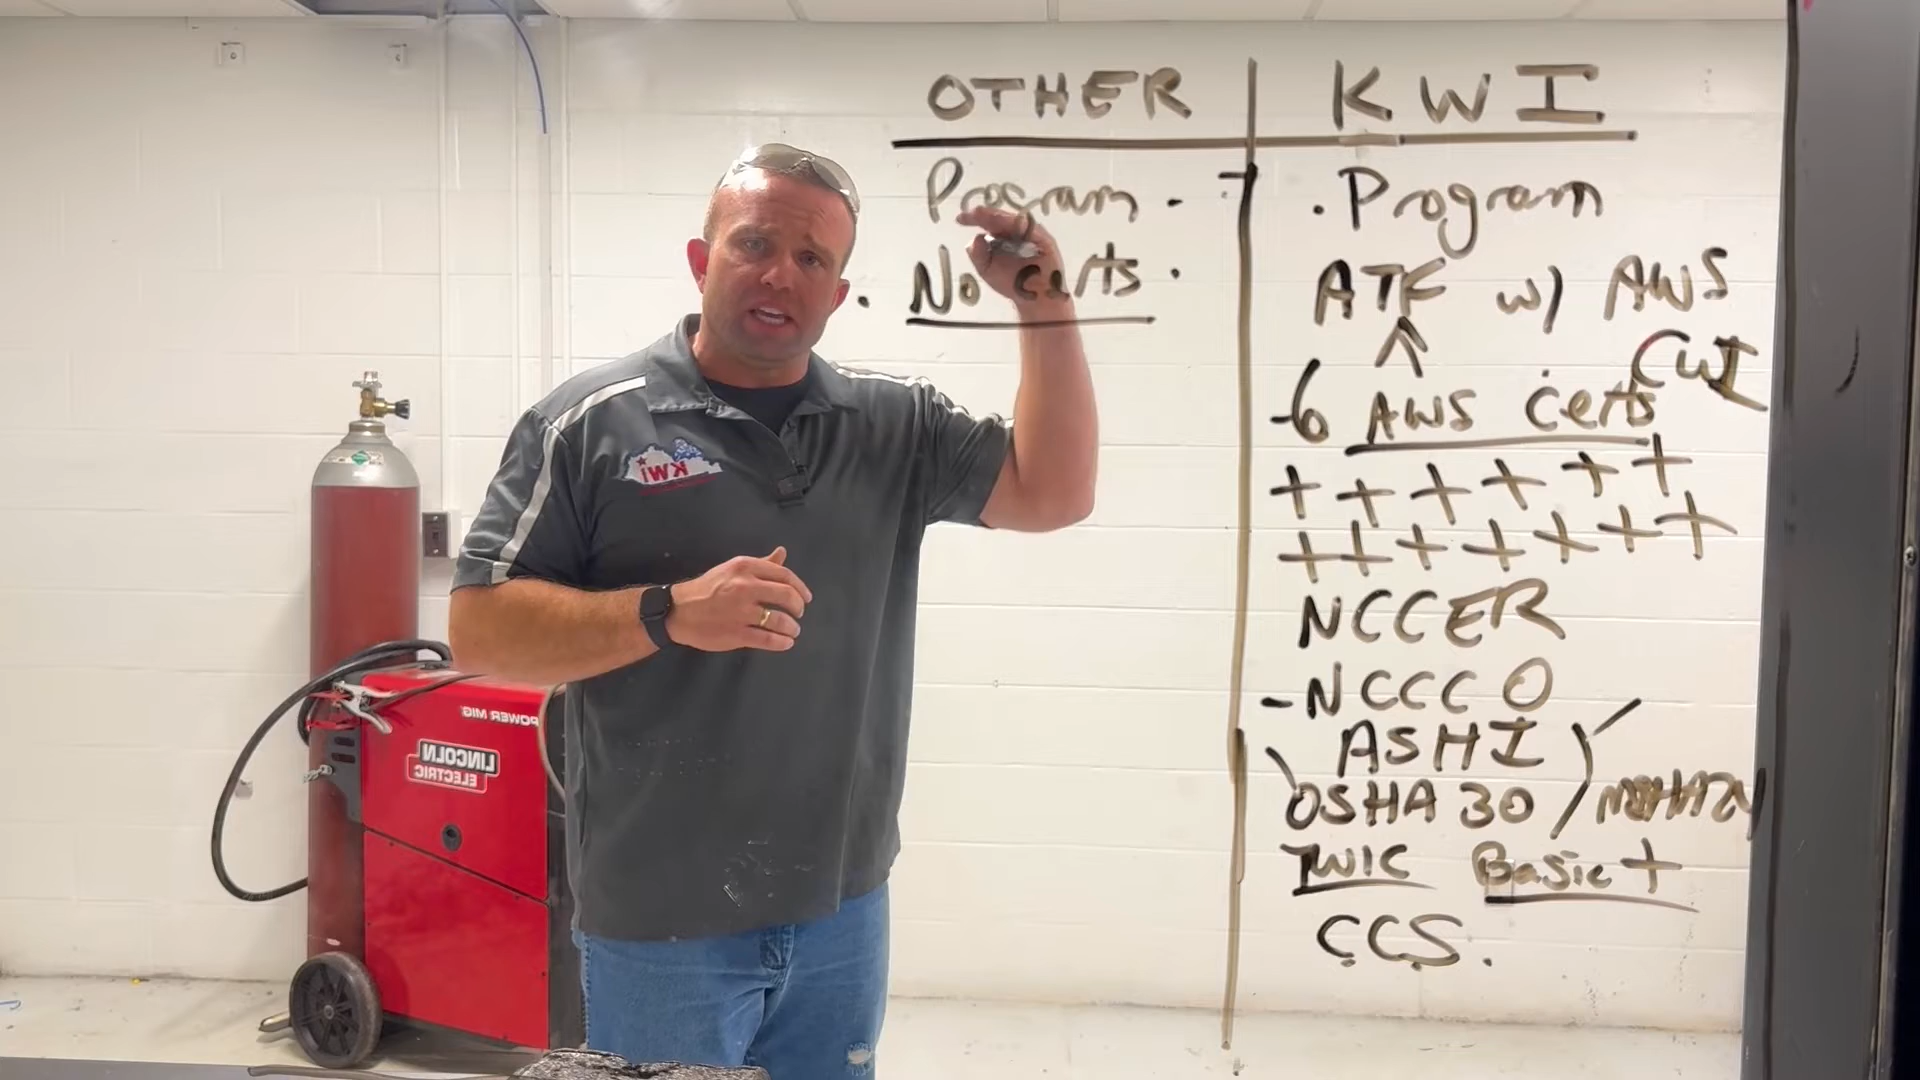 OTHER KWI
Program . . Program
. No certs . ATF w/ AWS
CWI
-6 AWS Certs
+ + + + + +
+ + + + + + +
NCCER
-NCCCO
ASHI
OSHA 30
TWIC Basic +
CCS.
KWI
POWER MIG
LINCOLN
ELECTRIC